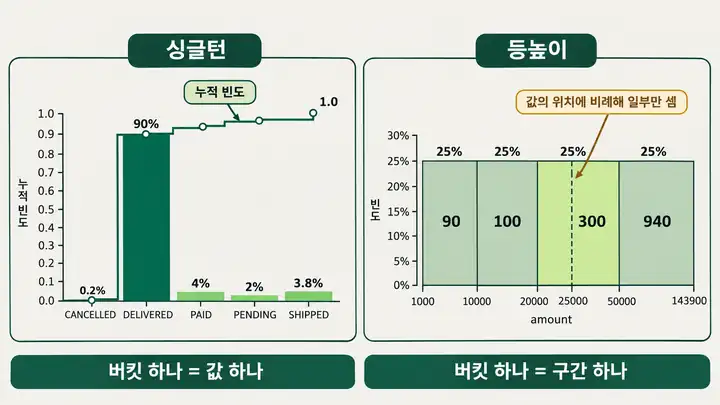 싱글턴
누적 빈도
1.0
90%
1.0
0.9
0.8
0.7
0.6
0.5
0.4
0.3
0.2
0.1
0.0
누적 빈도
0.2%
4%
2%
3.8%
CANCELLED DELIVERED PAID PENDING SHIPPED
버킷 하나 = 값 하나
등높이
값의 위치에 비례해 일부만 셈
30%
25%
20%
15%
10%
5%
0%
빈도
25% 25% 25% 25%
90 100 300 940
1000 10000 20000 25000 50000 143900
amount
버킷 하나 = 구간 하나